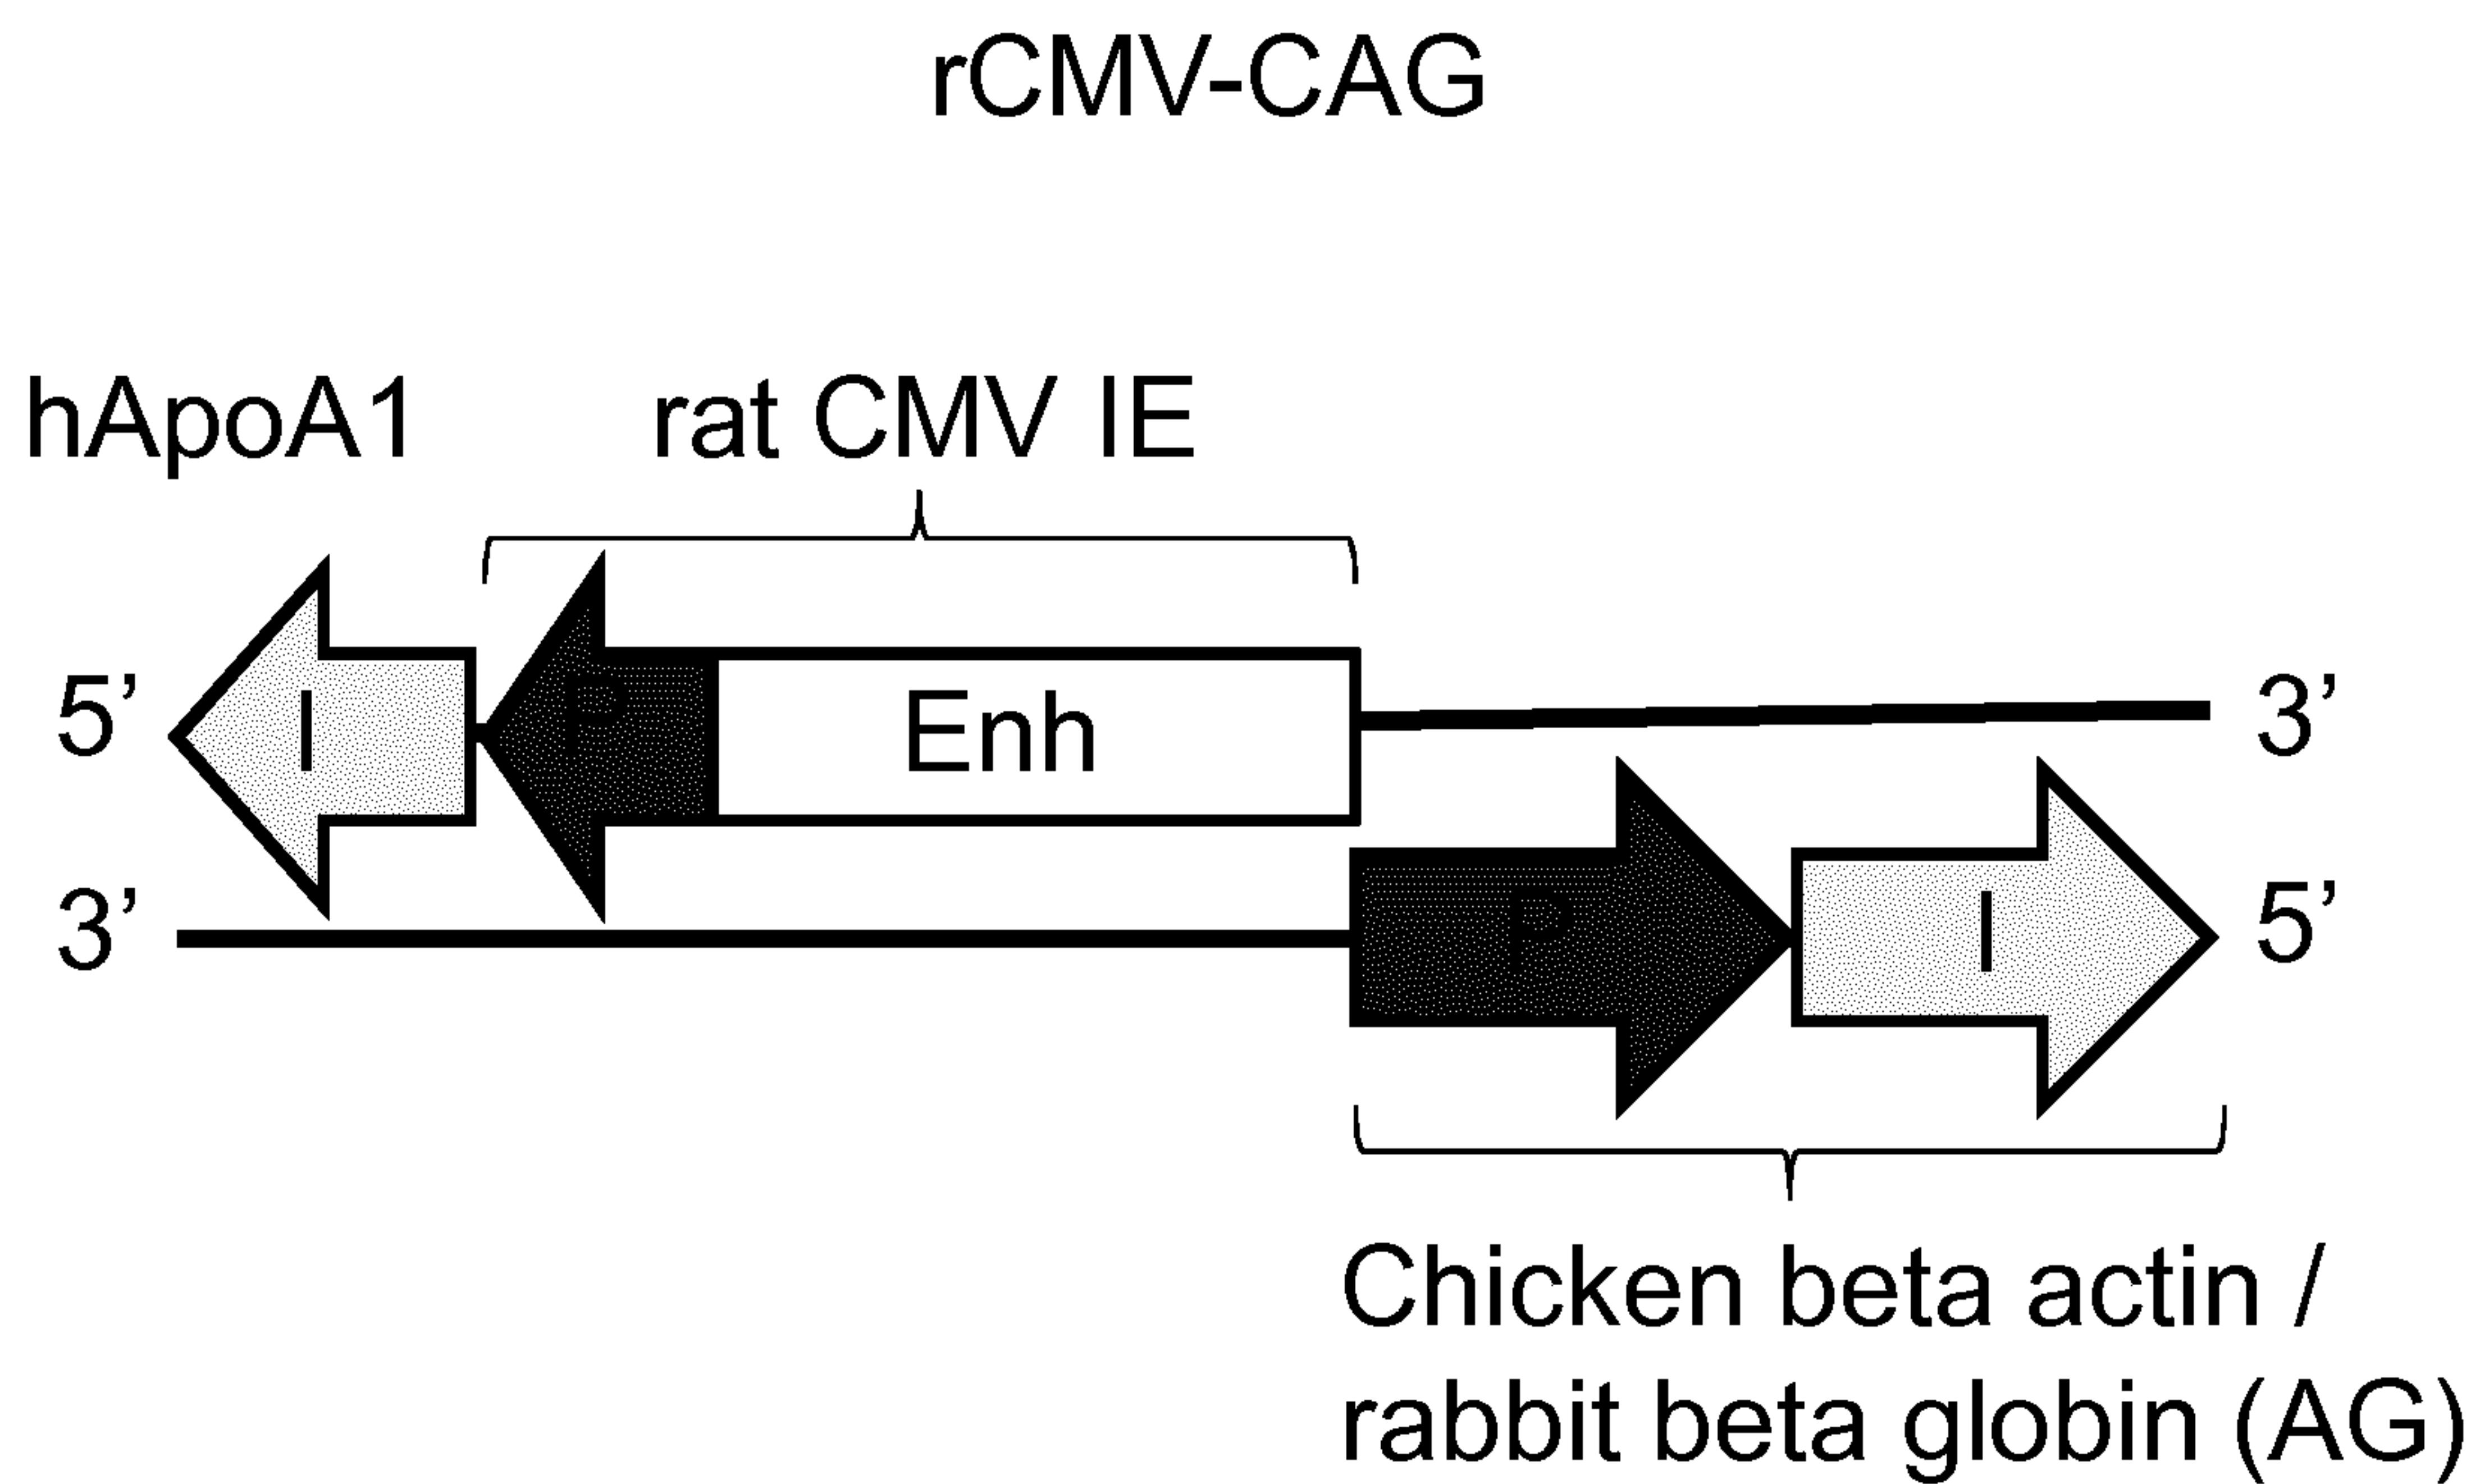 rCMV-CAG
hApoA1 rat CMV IE
5’ I P Enh 3’
3’ P I 5’
Chicken beta actin /
rabbit beta globin (AG)